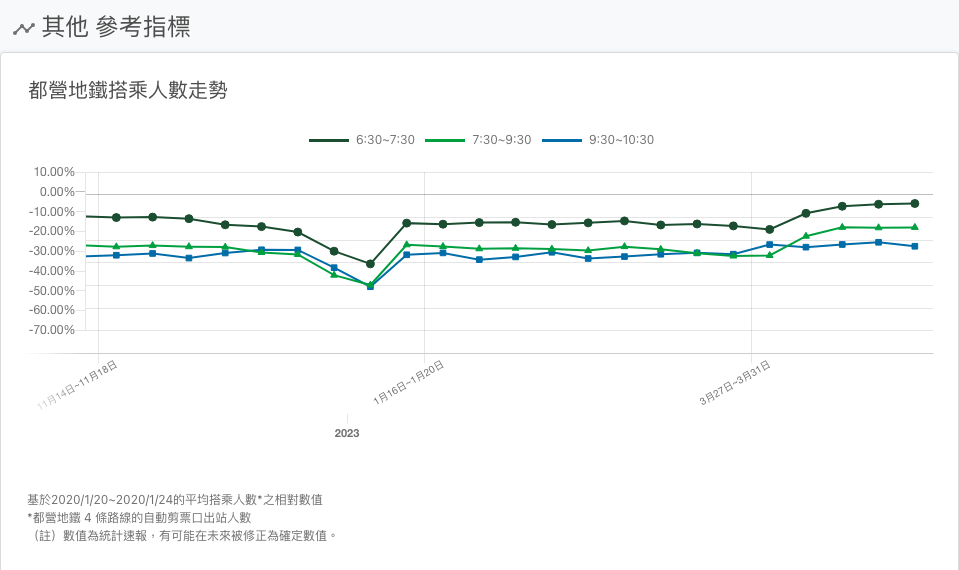 其他 參考指標
都營地鐵搭乘人數走勢
6:30~7:30 7:30~9:30 9:30~10:30
10.00%
0.00%
-10.00%
-20.00%
-30.00%
-40.00%
-50.00%
-60.00%
-70.00%
11月14日~11月18日 1月16日~1月20日 3月27日~3月31日
2023
基於2020/1/20~2020/1/24的平均搭乘人數*之相對數值
*都營地鐵 4 條路線的自動剪票口出站人數
（註）數值為統計速報，有可能在未來被修正為確定數值。